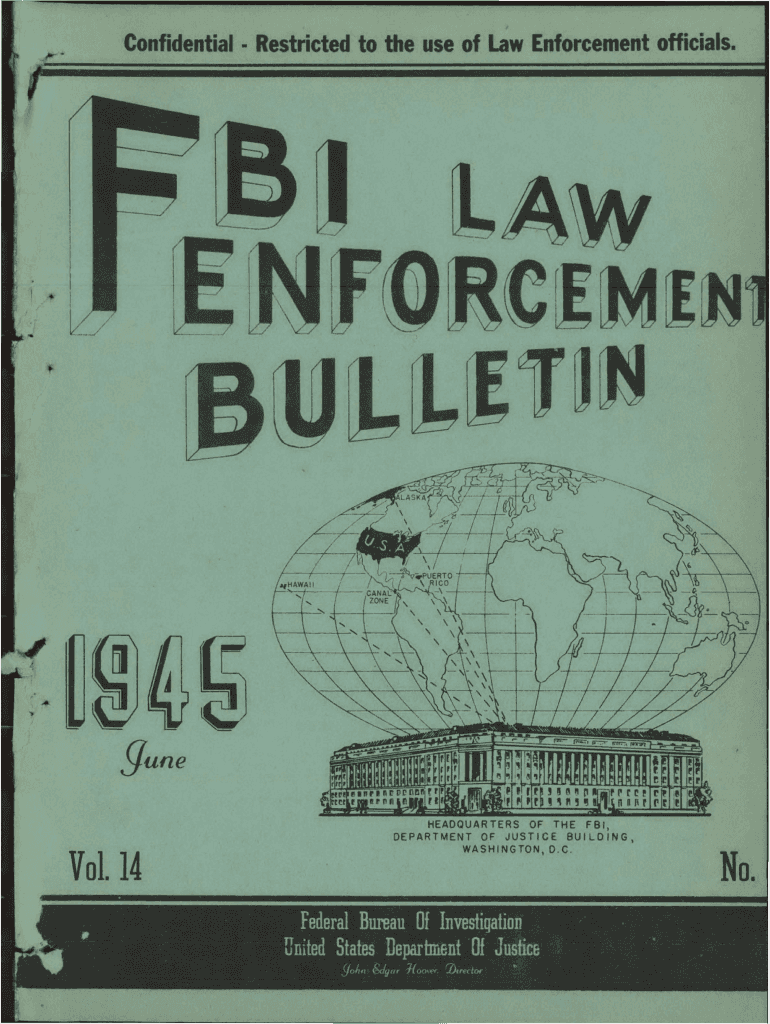 Confidential - Restricted to the use of Law Enforcement officials.
FBI LAW
ENFORCEMENT
BULLETIN
ALASKA
U.S.A
HAWAII
PUERTO
RICO
CANAL
ZONE
1945
June
HEADQUARTERS OF THE FBI,
DEPARTMENT OF JUSTICE BUILDING,
WASHINGTON, D.C.
Vol. 14
No.
Federal Bureau Of Investigation
United States Department Of Justice
John Edgar Hoover, Director